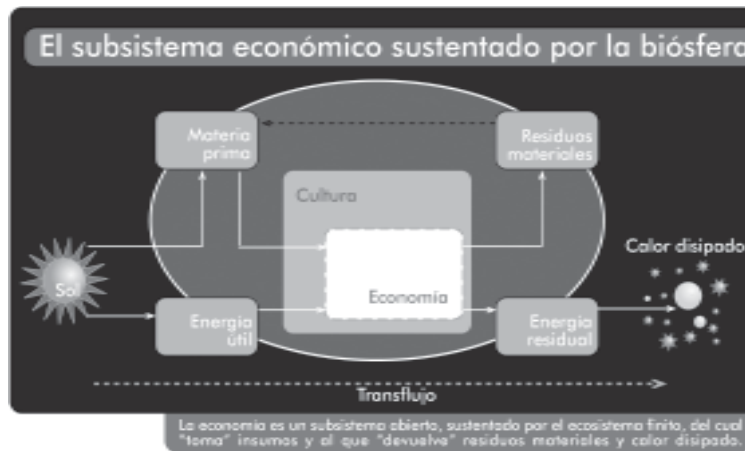 El subsistema económico sustentado por la biósfera
Materia
prima
Residuos
materiales
Cultura
Calor disipado
Sol
Economía
Energía
útil
Energía
residual
Transflujo
La economía es un subsistema abierto, sustentado por el ecosistema finito, del cual
"toma" insumos y al que "devuelve" residuos materiales y calor disipado.